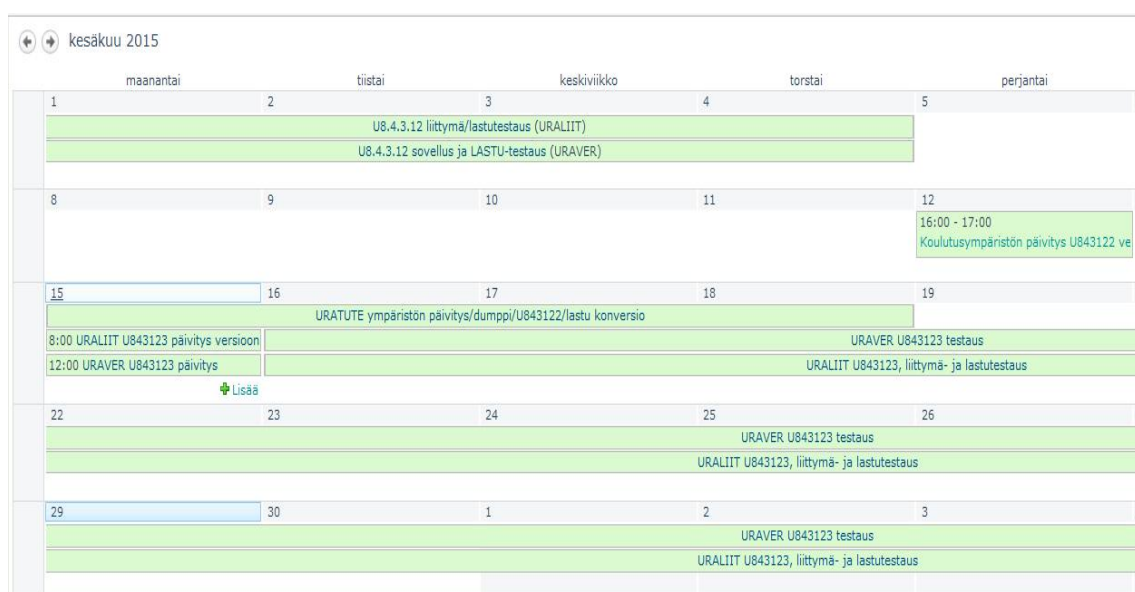 kesäkuu 2015
maanantai tiistai keskiviikko torstai perjantai
1 2 3 4 5
U8.4.3.12 liittymä/lastutestaus (URALIIT)
U8.4.3.12 sovellus ja LASTU-testaus (URAVER)
8 9 10 11 12
16:00 - 17:00
Koulutusympäristön päivitys U843122 ve
15 16 17 18 19
URATUTE ympäristön päivitys/dumppi/U843122/lastu konversio
8:00 URALIIT U843123 päivitys version URAVER U843123 testaus
12:00 URAVER U843123 päivitys URALIIT U843123, liittymä- ja lastutestaus
Lisää
22 23 24 25 26
URAVER U843123 testaus
URALIIT U843123, liittymä- ja lastutestaus
29 30 1 2 3
URAVER U843123 testaus
URALIIT U843123, liittymä- ja lastutestaus